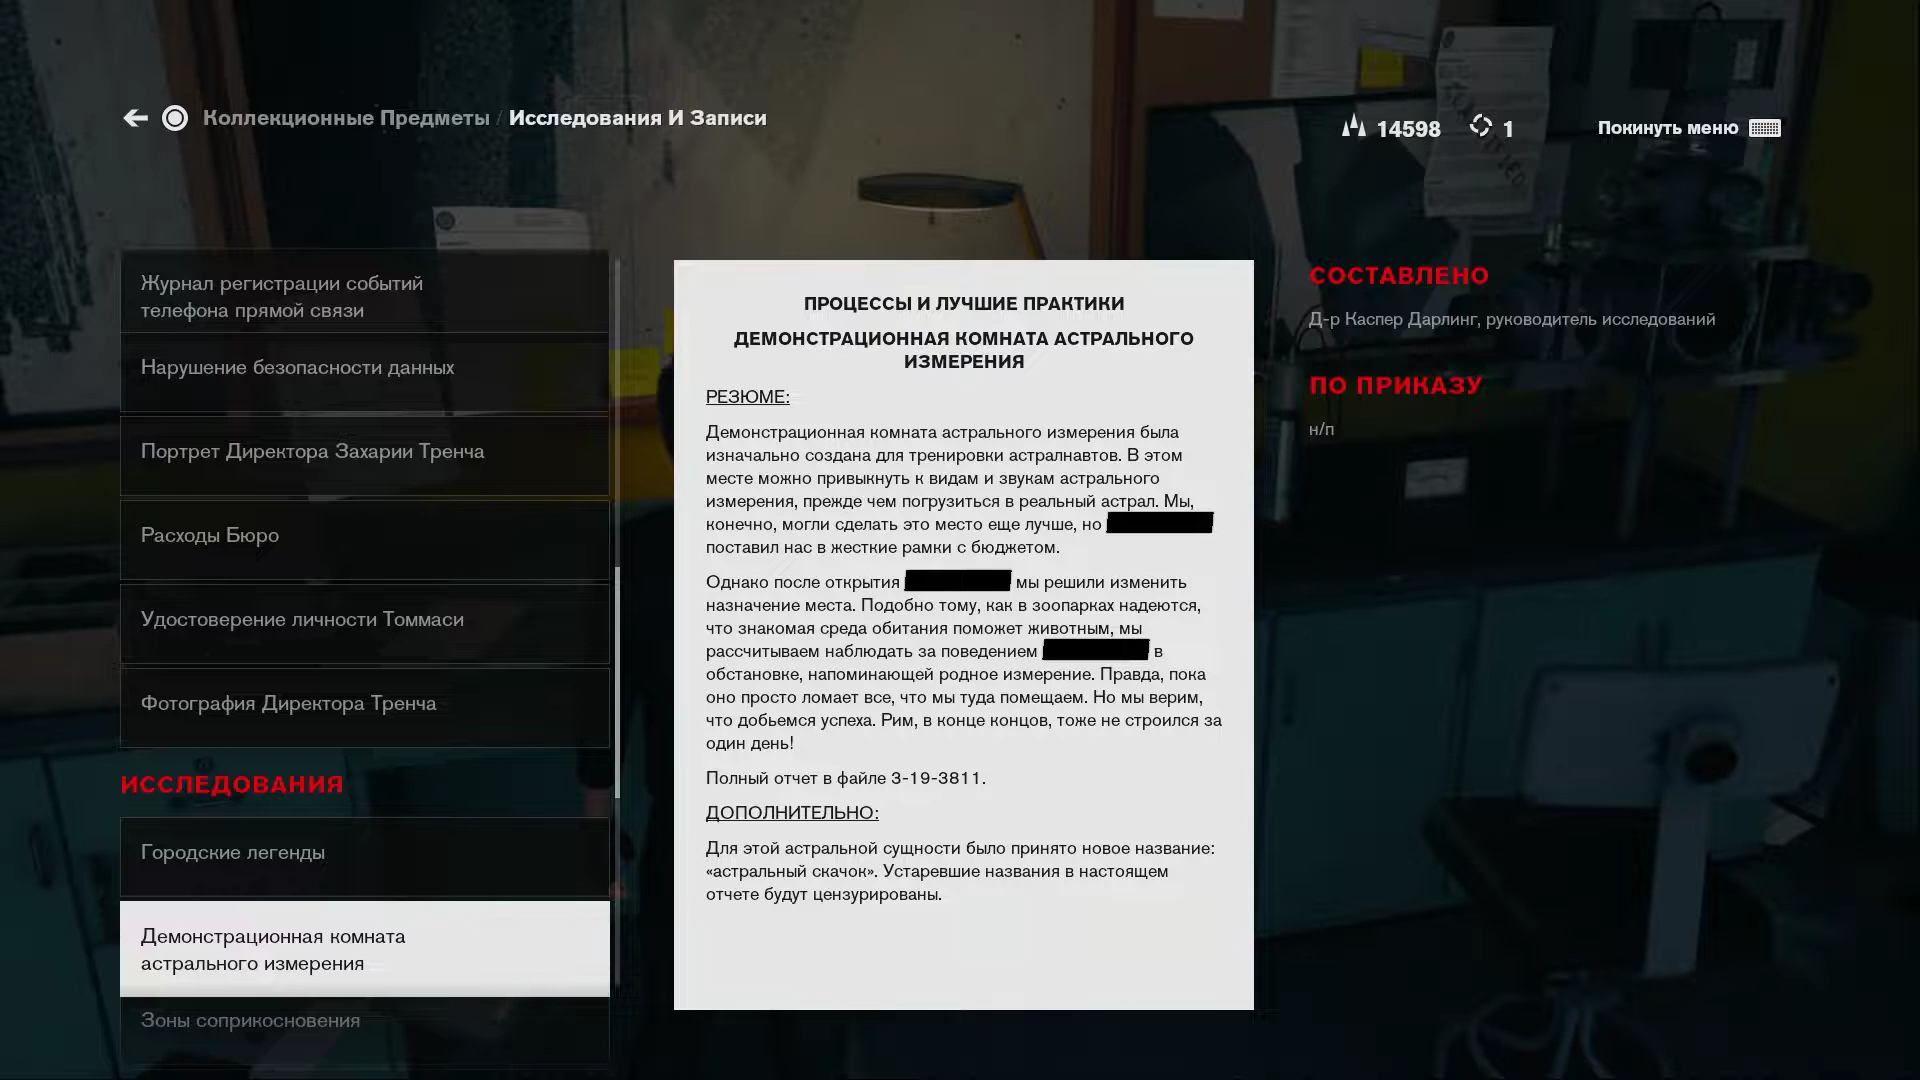 Коллекционные Предметы / Исследования И Записи
14598 1
Покинуть меню
Журнал регистрации событий
телефона прямой связи
Нарушение безопасности данных
Портрет Директора Захарии Тренча
Расходы Бюро
Удостоверение личности Томмаси
Фотография Директора Тренча
ИССЛЕДОВАНИЯ
Городские легенды
Демонстрационная комната
астрального измерения
Зоны соприкосновения
ПРОЦЕССЫ И ЛУЧШИЕ ПРАКТИКИ
ДЕМОНСТРАЦИОННАЯ КОМНАТА АСТРАЛЬНОГО
ИЗМЕРЕНИЯ
РЕЗЮМЕ:
Демонстрационная комната астрального измерения была
изначально создана для тренировки астралнавтов. В этом
месте можно привыкнуть к видам и звукам астрального
измерения, прежде чем погрузиться в реальный астрал. Мы,
конечно, могли сделать это место еще лучше, но
поставил нас в жесткие рамки с бюджетом.
Однако после открытия мы решили изменить
назначение места. Подобно тому, как в зоопарках надеются,
что знакомая среда обитания поможет животным, мы
рассчитываем наблюдать за поведением в
обстановке, напоминающей родное измерение. Правда, пока
оно просто ломает все, что мы туда помещаем. Но мы верим,
что добьемся успеха. Рим, в конце концов, тоже не строился за
один день!
Полный отчет в файле 3-19-3811.
ДОПОЛНИТЕЛЬНО:
Для этой астральной сущности было принято новое название:
«астральный скачок». Устаревшие названия в настоящем
отчете будут цензурированы.
СОСТАВЛЕНО
Д-р Каспер Дарлинг, руководитель исследований
ПО ПРИКАЗУ
н/п